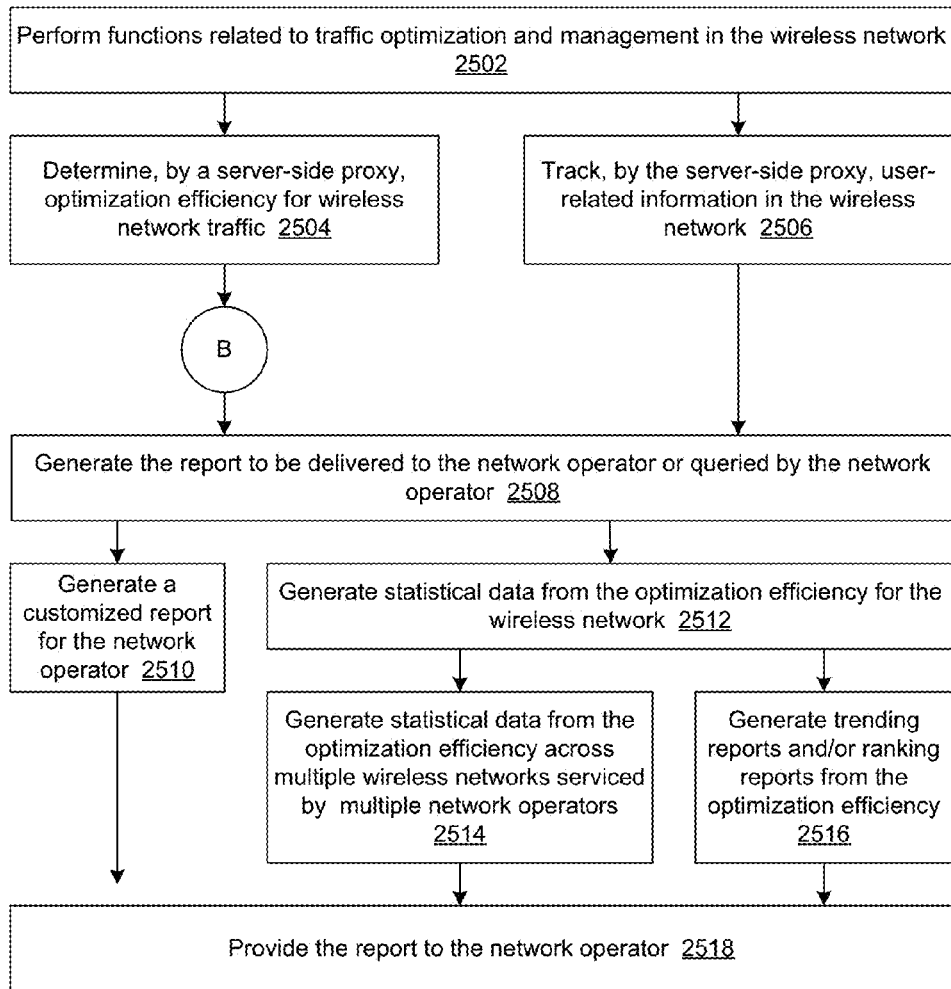 Perform functions related to traffic optimization and management in the wireless network
2502
Determine, by a server-side proxy,
optimization efficiency for wireless
network traffic 2504
Track, by the server-side proxy, user-
related information in the wireless
network 2506
B
Generate the report to be delivered to the network operator or queried by the network
operator 2508
Generate a
customized report
for the network
operator 2510
Generate statistical data from the optimization efficiency for the
wireless network 2512
Generate statistical data from the
optimization efficiency across
multiple wireless networks serviced
by multiple network operators
2514
Generate trending
reports and/or ranking
reports from the
optimization efficiency
2516
Provide the report to the network operator 2518